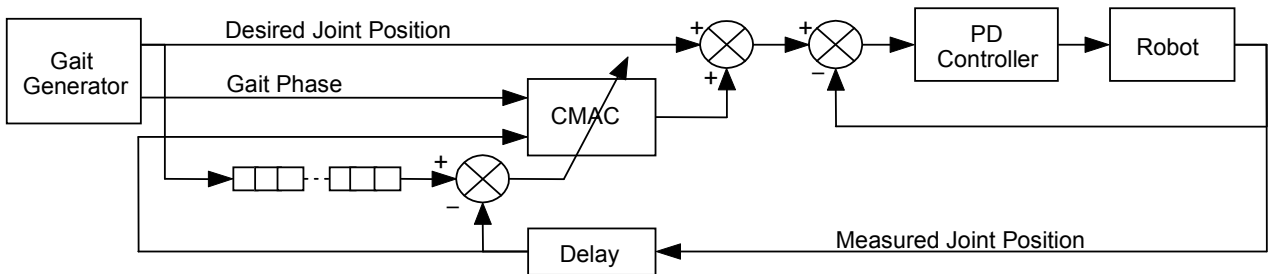 Gait
Generator
Desired Joint Position
Gait Phase
CMAC
+
+
+
−
PD
Controller
Robot
+
−
Delay
Measured Joint Position